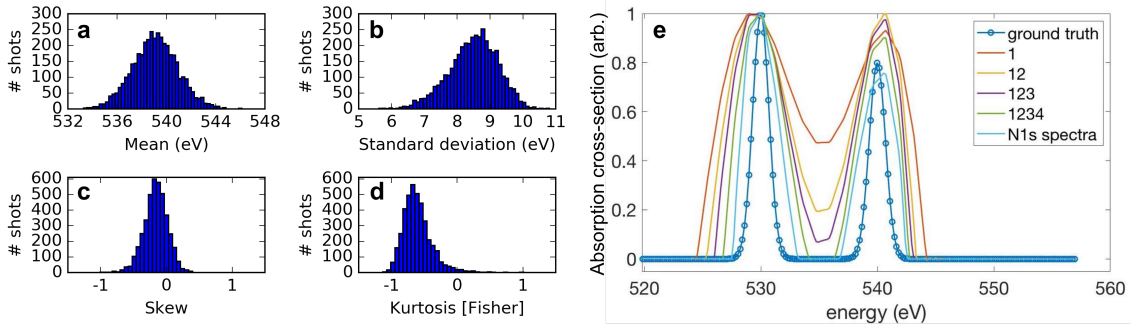 a
300
250
200
150
100
50
0
# shots
532 536 540 544 548
Mean (eV)
b
300
250
200
150
100
50
0
# shots
5 6 7 8 9 10 11
Standard deviation (eV)
c
600
500
400
300
200
100
0
# shots
-1 0 1
Skew
d
600
500
400
300
200
100
0
# shots
-1 0 1
Kurtosis [Fisher]
e
1
0.8
0.6
0.4
0.2
0
Absorption cross-section (arb.)
520 530 540 550 560
energy (eV)
ground truth
1
12
123
1234
N1s spectra